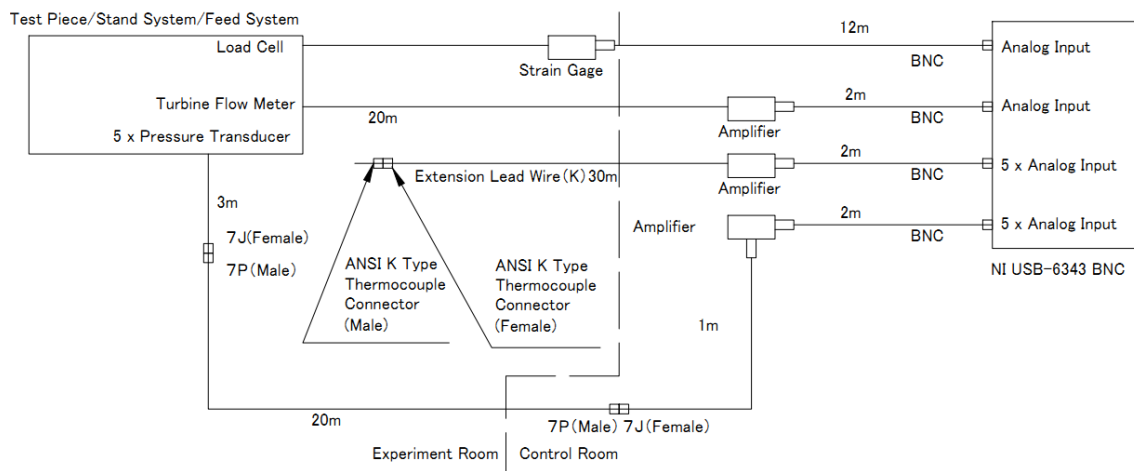 Test Piece/Stand System/Feed System
Load Cell
Turbine Flow Meter
5 x Pressure Transducer
Strain Gage
12m
BNC
Analog Input
20m
Amplifier
2m
BNC
Analog Input
Extension Lead Wire(K)30m
Amplifier
2m
BNC
5 x Analog Input
Amplifier
2m
BNC
5 x Analog Input
NI USB-6343 BNC
3m
7J(Female)
7P(Male)
ANSI K Type
Thermocouple
Connector
(Male)
ANSI K Type
Thermocouple
Connector
(Female)
1m
20m
7P(Male) 7J(Female)
Experiment Room
Control Room